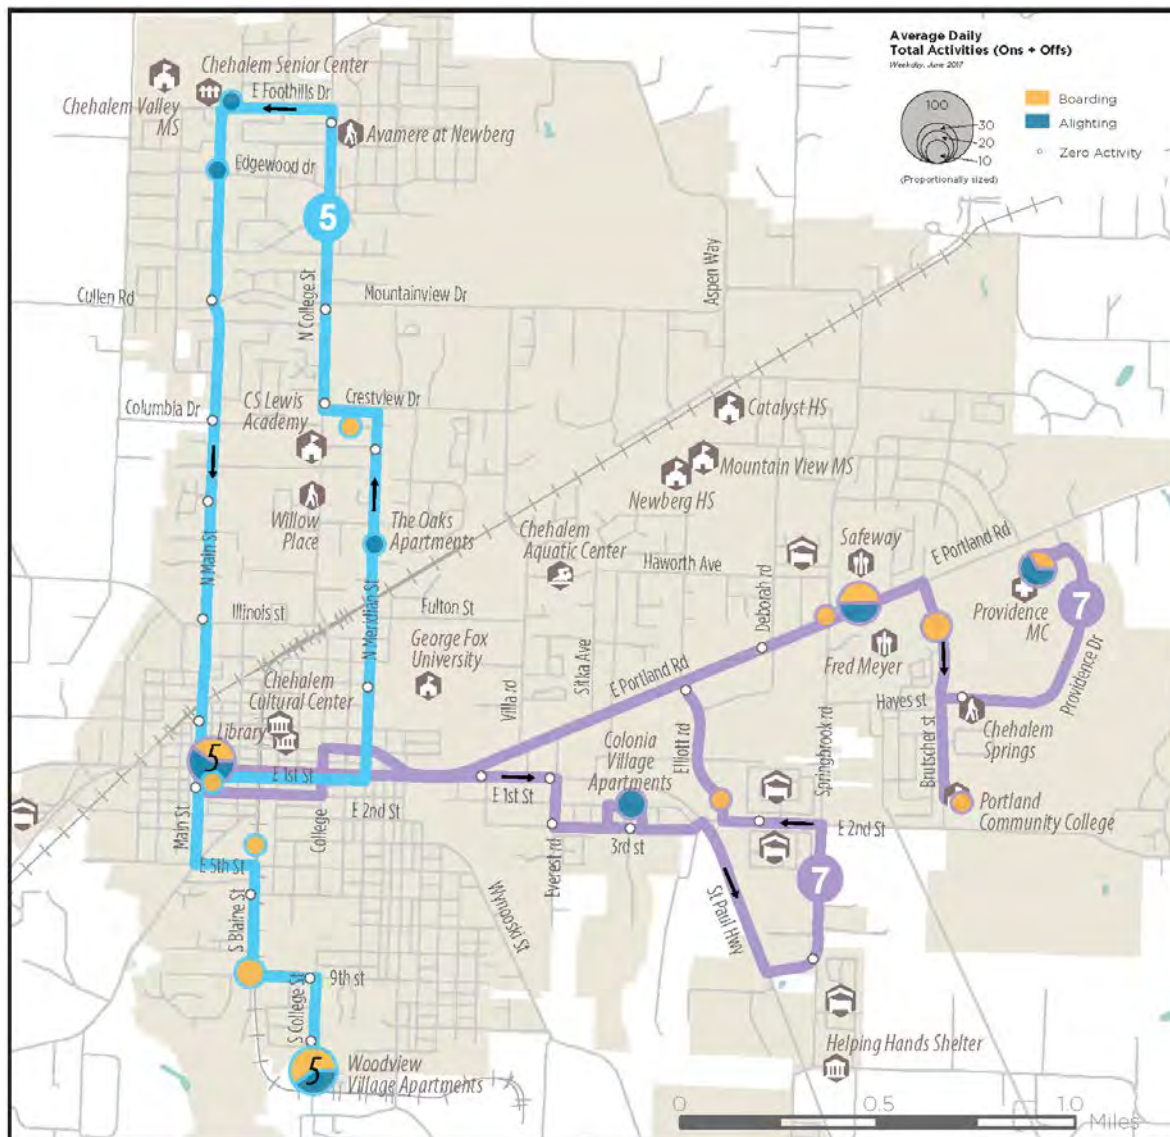 Average Daily
Total Activities (Ons + Offs)
Weekday, June 2017
100
30
20
10
(Proportionally sized)
Boarding
Alighting
Zero Activity
Chehalem Senior Center
E Foothills Dr
Chehalem Valley
MS
Avamere at Newberg
Edgewood dr
5
N College St
Aspen Way
Cullen Rd
Mountainview Dr
Columbia Dr
CS Lewis
Academy
Crestview Dr
Catalyst HS
Mountain View MS
Newberg HS
Willow
Place
The Oaks
Apartments
N Main St
Chehalem
Aquatic Center
Haworth Ave
Safeway
E Portland Rd
Illinois st
N Meridian St
Fulton St
Deborah rd
Providence
MC
7
George Fox
University
Sitka Ave
E Portland Rd
Fred Meyer
Chehalem
Cultural Center
Villa rd
Hayes st
Providence Dr
Library
Chehalem
Springs
5
E 1st St
Colonia
Village
Apartments
Elliott rd
Springbrook rd
Brutscher st
E 1st St
Main St
College
E 2nd St
Portland
Community College
Everest rd
3rd st
E 2nd St
E 5th St
7
S Blaine St
Wynooski St
St Paul Hwy
9th st
S College St
Helping Hands Shelter
5
Woodview
Village Apartments
0
0.5
1.0
Miles